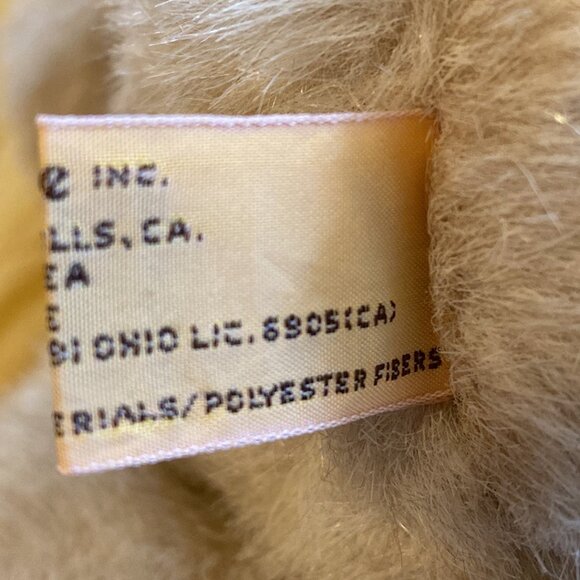 ® INC.
LLS, CA.
EA
E
91 OHIO LIC. 6905(CA)
ERIALS/POLYESTER FIBERS